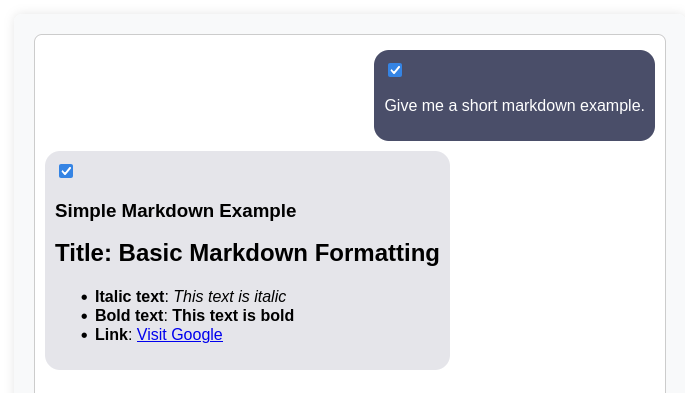 Give me a short markdown example.
Simple Markdown Example
Title: Basic Markdown Formatting
• Italic text: This text is italic
• Bold text: This text is bold
• Link: Visit Google